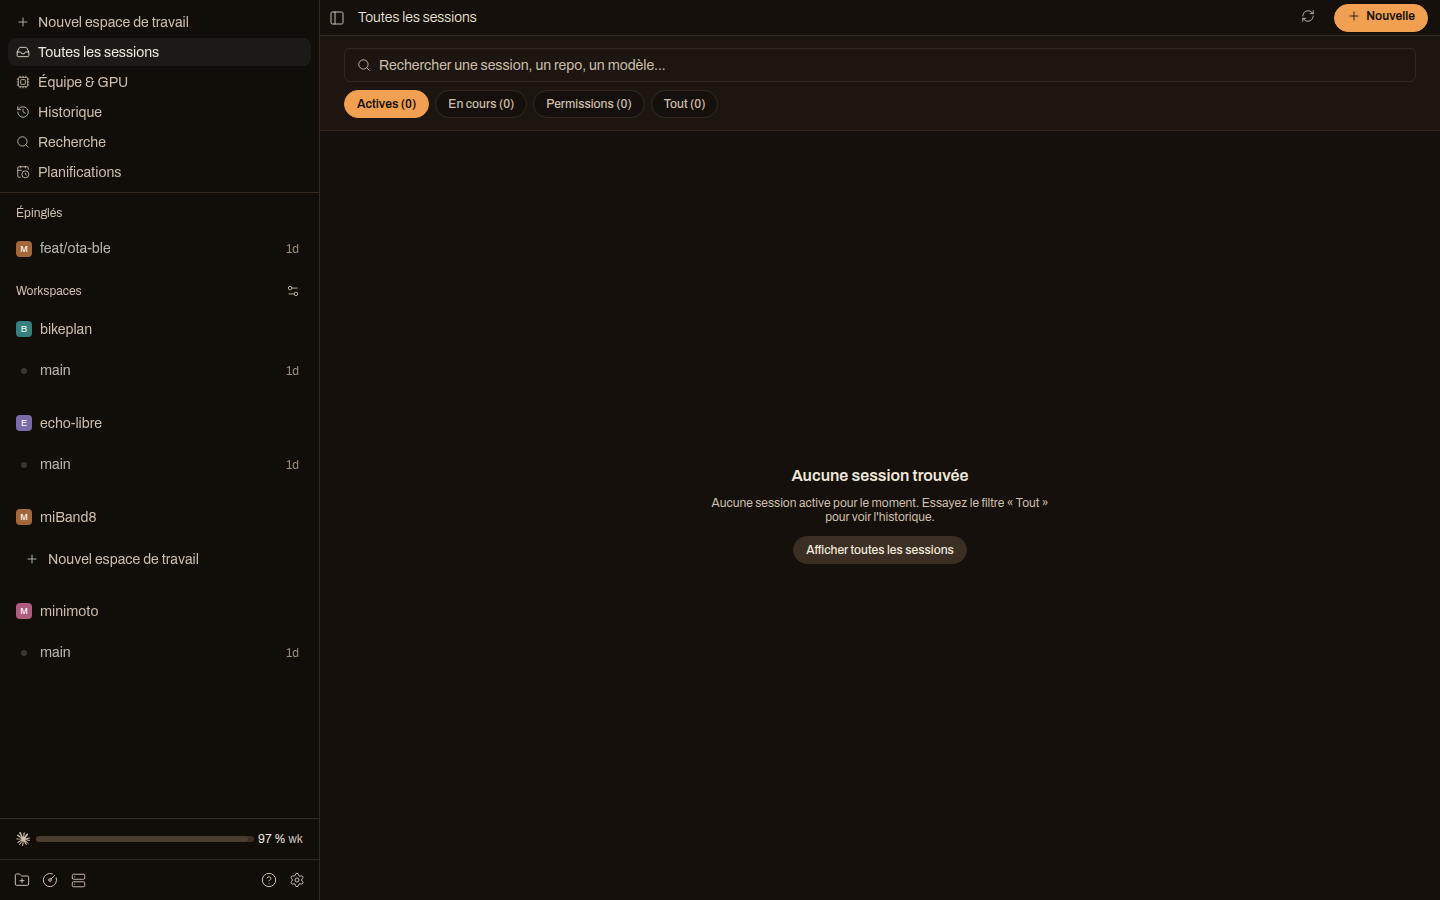 Nouvel espace de travail
Toutes les sessions
Équipe & GPU
Historique
Recherche
Planifications
Épinglés
M feat/ota-ble 1d
Workspaces
B bikeplan
main 1d
E echo-libre
main 1d
M miBand8
Nouvel espace de travail
M minimoto
main 1d
97 % wk
Toutes les sessions
Nouvelle
Rechercher une session, un repo, un modèle...
Actives (0) En cours (0) Permissions (0) Tout (0)
Aucune session trouvée
Aucune session active pour le moment. Essayez le filtre « Tout »
pour voir l'historique.
Afficher toutes les sessions